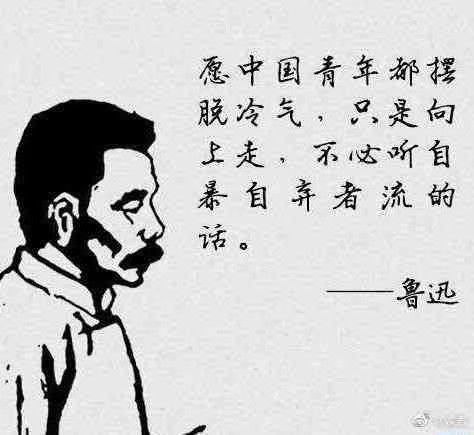 愿中国青年都摆
脱冷气，只是向
上走，不必听自
暴自弃者流的
话。
——鲁迅